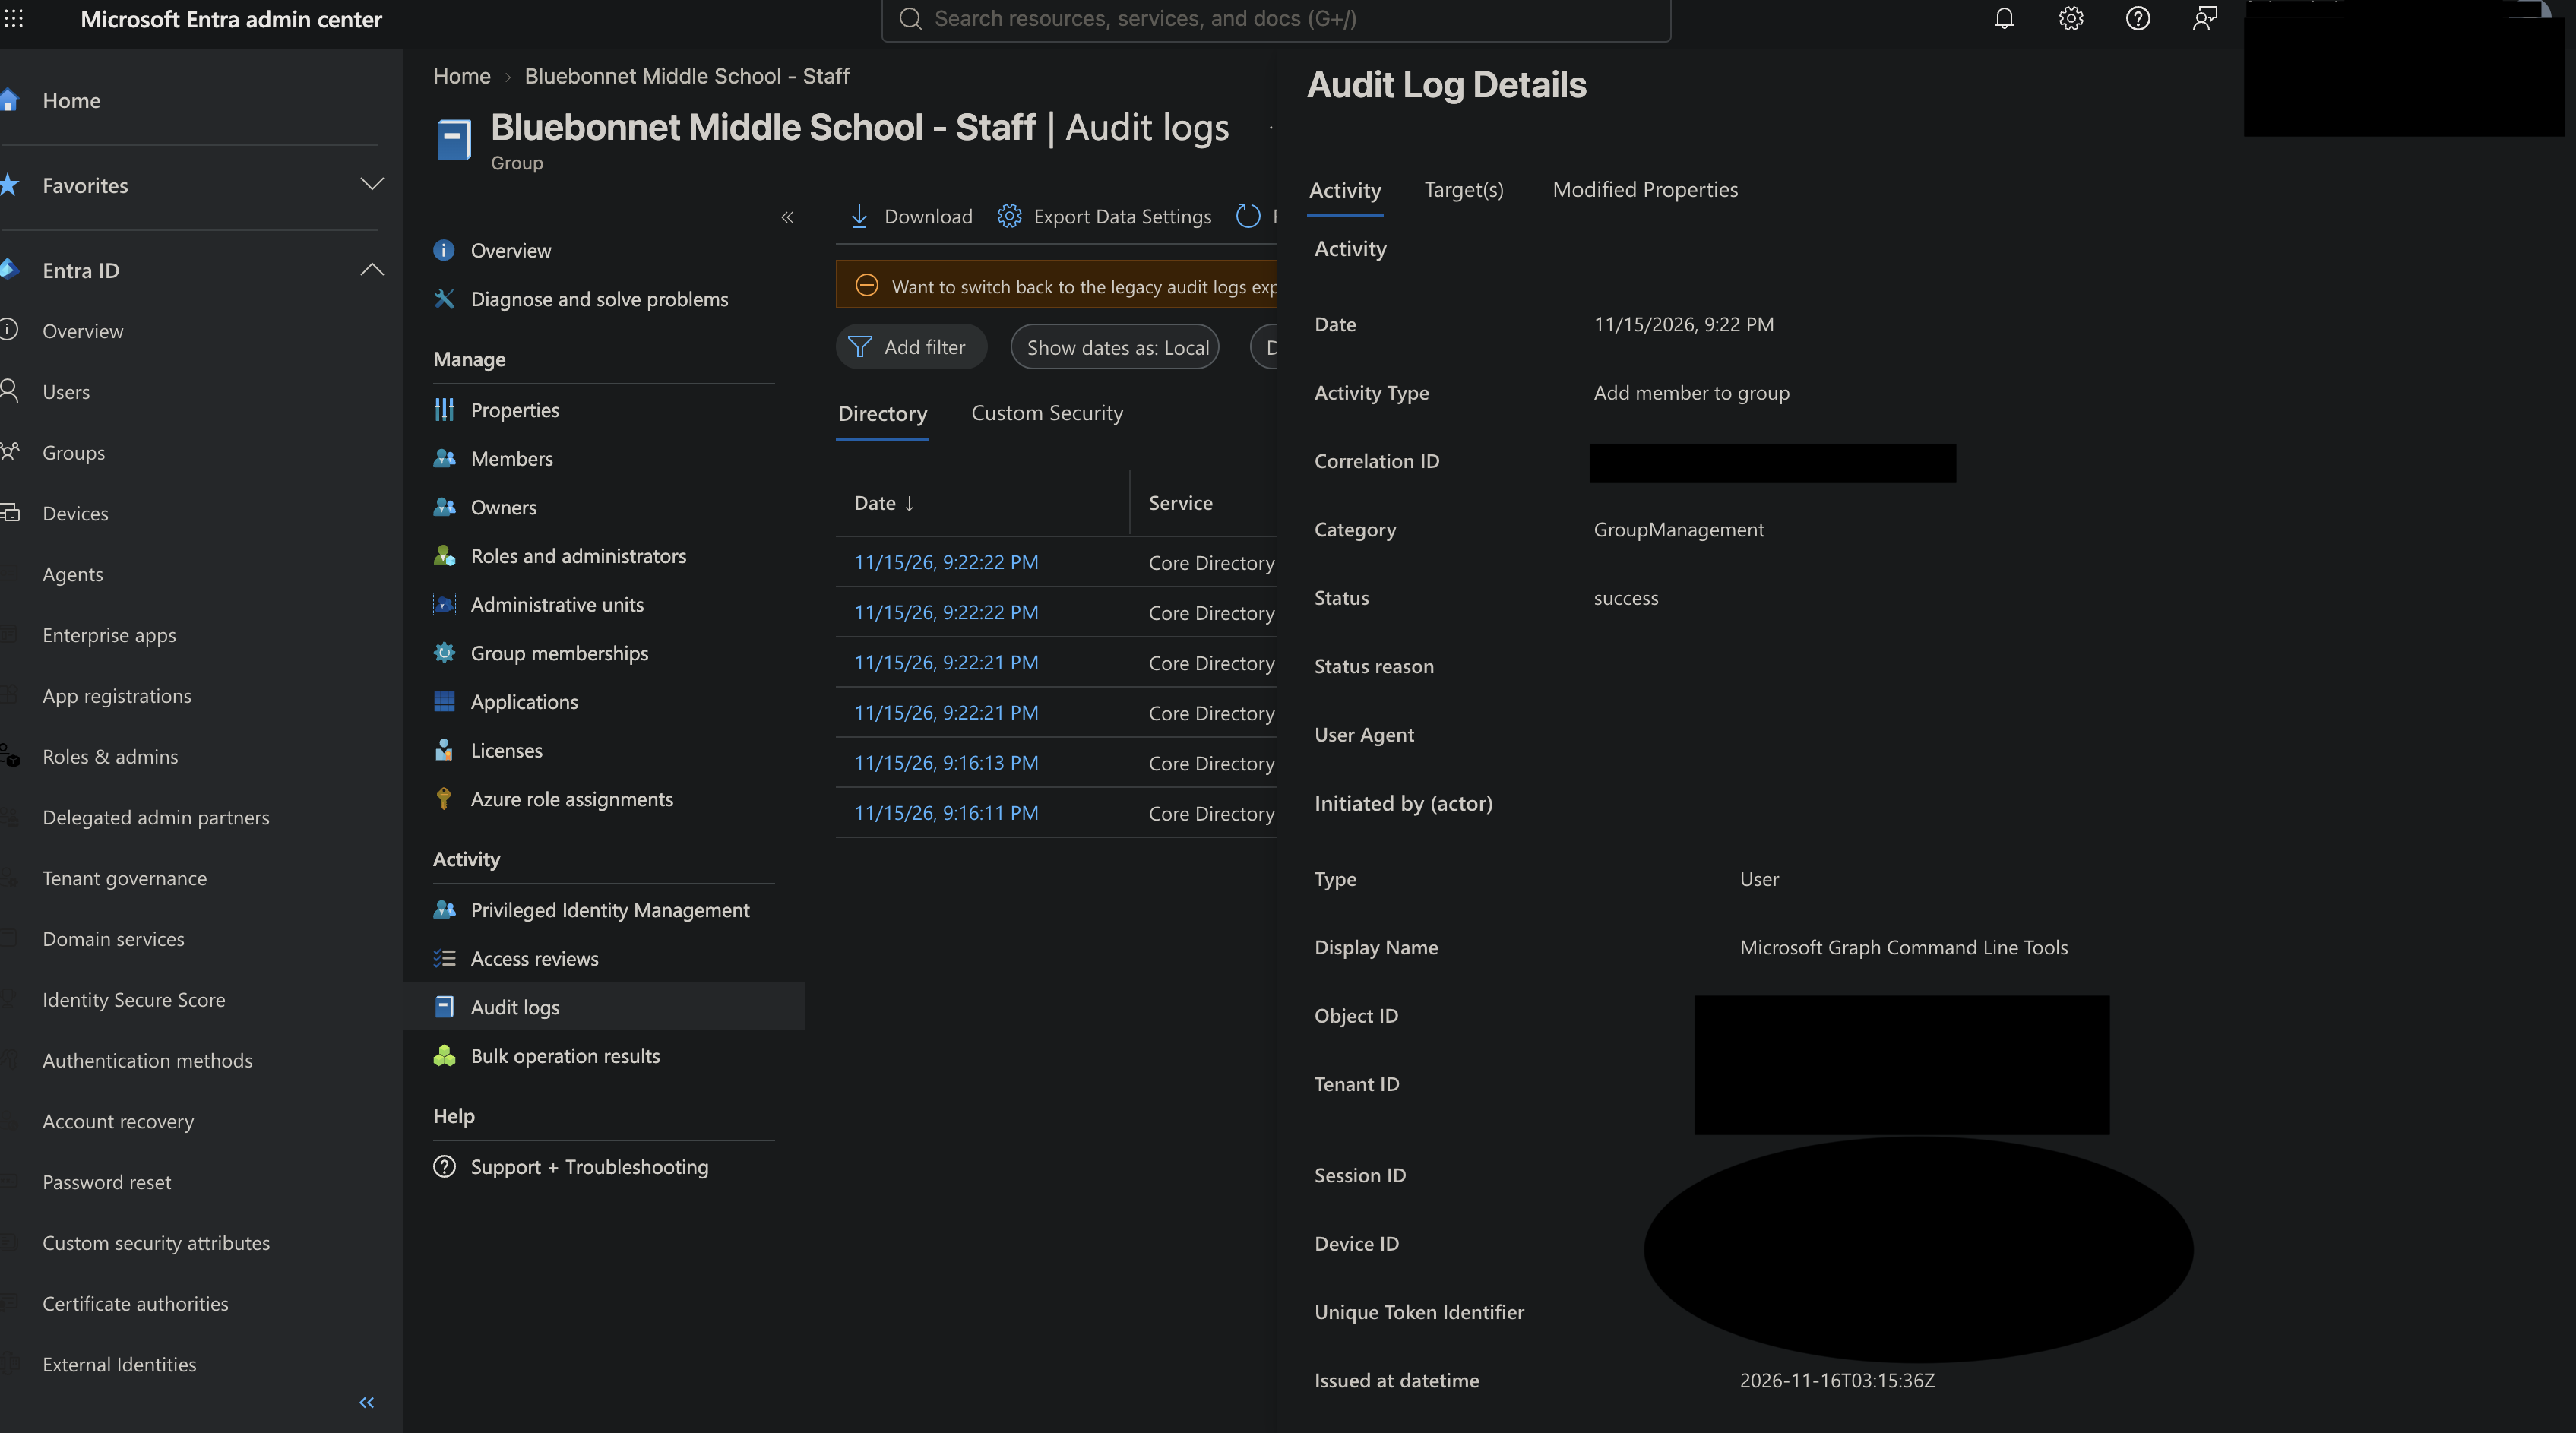 Microsoft Entra admin center
Search resources, services, and docs (G+/)
Home
Favorites
Entra ID
Overview
Users
Groups
Devices
Agents
Enterprise apps
App registrations
Roles & admins
Delegated admin partners
Tenant governance
Domain services
Identity Secure Score
Authentication methods
Account recovery
Password reset
Custom security attributes
Certificate authorities
External Identities
Home > Bluebonnet Middle School - Staff
Bluebonnet Middle School - Staff | Audit logs
Group
Overview
Diagnose and solve problems
Manage
Properties
Members
Owners
Roles and administrators
Administrative units
Group memberships
Applications
Licenses
Azure role assignments
Activity
Privileged Identity Management
Access reviews
Audit logs
Bulk operation results
Help
Support + Troubleshooting
Download Export Data Settings
Want to switch back to the legacy audit logs exp
Add filter Show dates as: Local D
Directory Custom Security
Date ↓ Service
11/15/26, 9:22:22 PM Core Directory
11/15/26, 9:22:22 PM Core Directory
11/15/26, 9:22:21 PM Core Directory
11/15/26, 9:22:21 PM Core Directory
11/15/26, 9:16:13 PM Core Directory
11/15/26, 9:16:11 PM Core Directory
Audit Log Details
Activity Target(s) Modified Properties
Activity
Date 11/15/2026, 9:22 PM
Activity Type Add member to group
Correlation ID
Category GroupManagement
Status success
Status reason
User Agent
Initiated by (actor)
Type User
Display Name Microsoft Graph Command Line Tools
Object ID
Tenant ID
Session ID
Device ID
Unique Token Identifier
Issued at datetime 2026-11-16T03:15:36Z